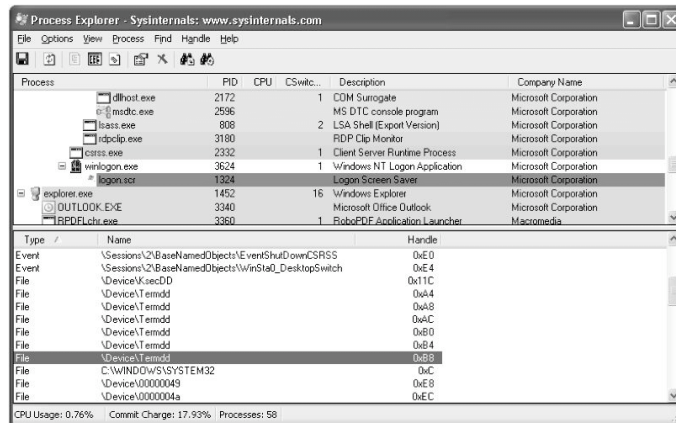 Process Explorer - Sysinternals: www.sysinternals.com
File Options View Process Find Handle Help
Process PID CPU CSwitc... Description Company Name
dllhost.exe 2172 1 COM Surrogate Microsoft Corporation
msdtc.exe 2596 MS DTC console program Microsoft Corporation
lsass.exe 808 2 LSA Shell (Export Version) Microsoft Corporation
rdpclip.exe 3180 RDP Clip Monitor Microsoft Corporation
csrss.exe 2332 1 Client Server Runtime Process Microsoft Corporation
winlogon.exe 3624 1 Windows NT Logon Application Microsoft Corporation
logon.scr 1324 Logon Screen Saver Microsoft Corporation
explorer.exe 1452 16 Windows Explorer Microsoft Corporation
OUTLOOK.EXE 3340 Microsoft Office Outlook Microsoft Corporation
RPDFLchr.exe 3360 1 RoboPDF Application Launcher Macromedia
Type / Name Handle
Event \Sessions\2\BaseNamedObjects\EventShutDownCSRSS 0xE0
Event \Sessions\2\BaseNamedObjects\WinSta0_DesktopSwitch 0xE4
File \Device\KsecDD 0x11C
File \Device\Termdd 0xA4
File \Device\Termdd 0xA8
File \Device\Termdd 0xAC
File \Device\Termdd 0xB0
File \Device\Termdd 0xB4
File \Device\Termdd 0xB8
File C:\WINDOWS\SYSTEM32 0xC
File \Device\00000049 0xE8
File \Device\0000004a 0xEC
CPU Usage: 0.76% Commit Charge: 17.93% Processes: 58